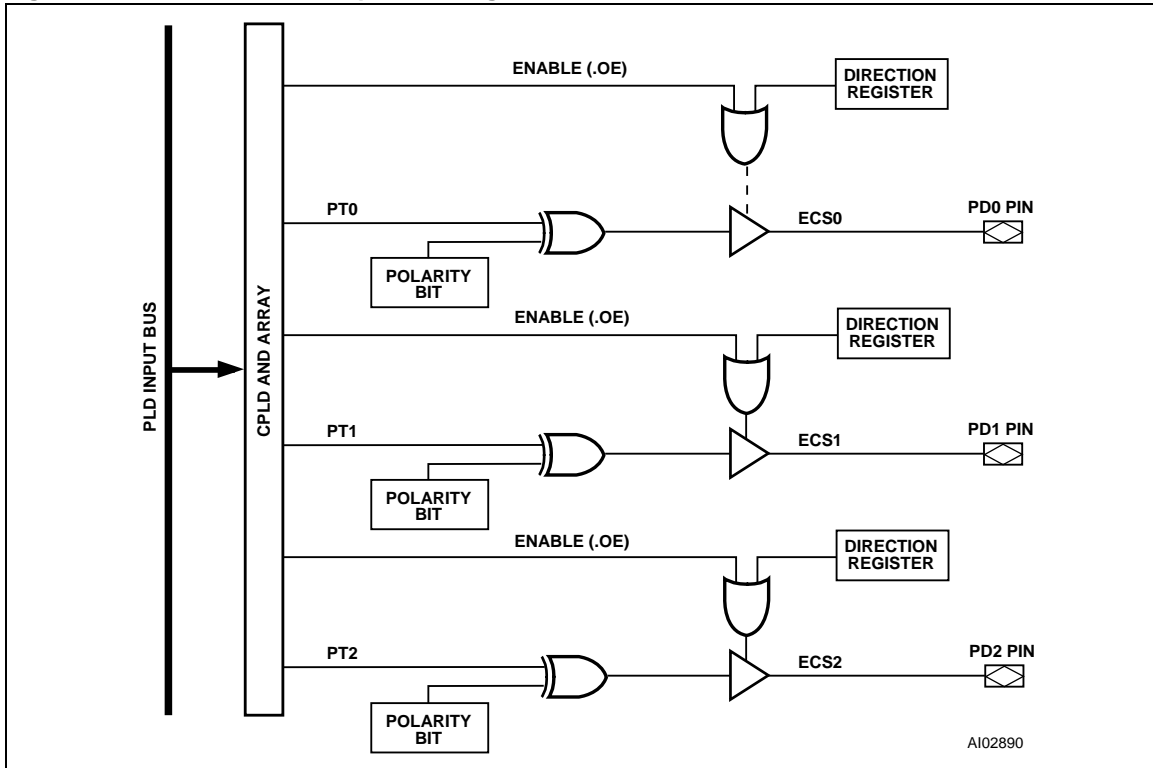 ENABLE (.OE)
DIRECTION
REGISTER
PT0
ECS0
PD0 PIN
POLARITY
BIT
ENABLE (.OE)
DIRECTION
REGISTER
PLD INPUT BUS
CPLD AND ARRAY
PT1
ECS1
PD1 PIN
POLARITY
BIT
ENABLE (.OE)
DIRECTION
REGISTER
PT2
ECS2
PD2 PIN
POLARITY
BIT
AI02890